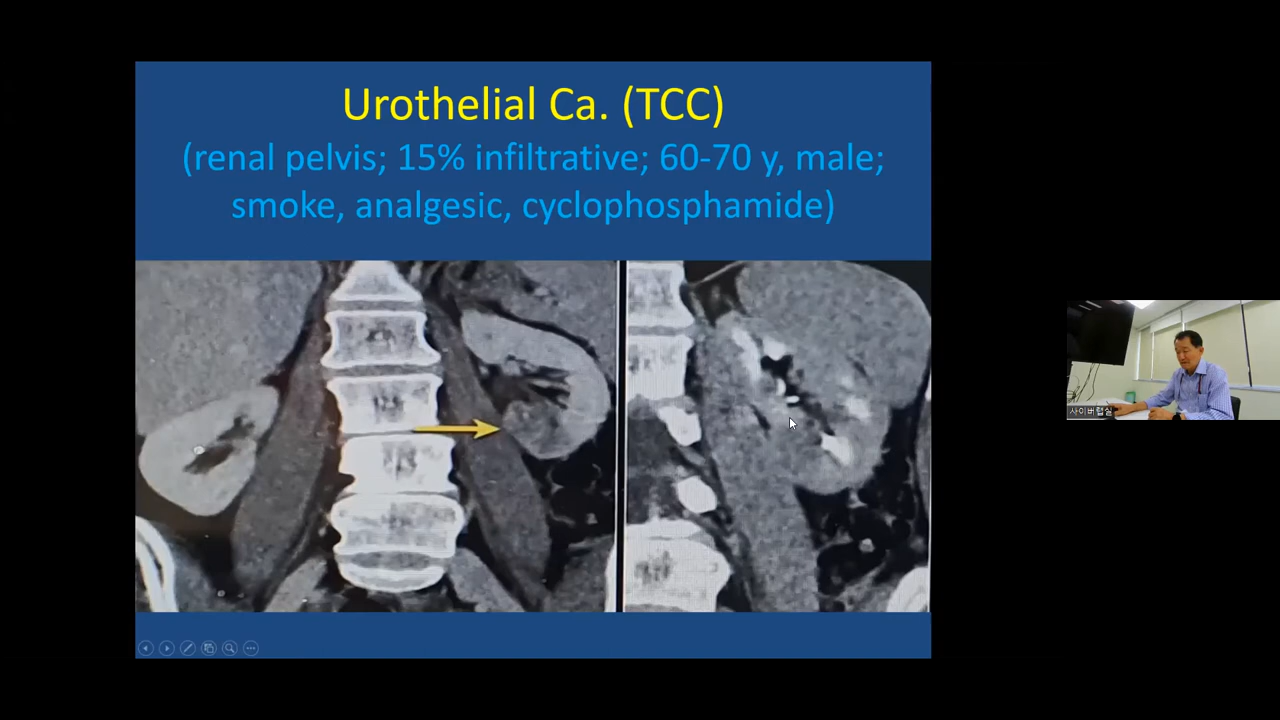 Urothelial Ca. (TCC)
(renal pelvis; 15% infiltrative; 60-70 y, male;
smoke, analgesic, cyclophosphamide)
사이버랩실